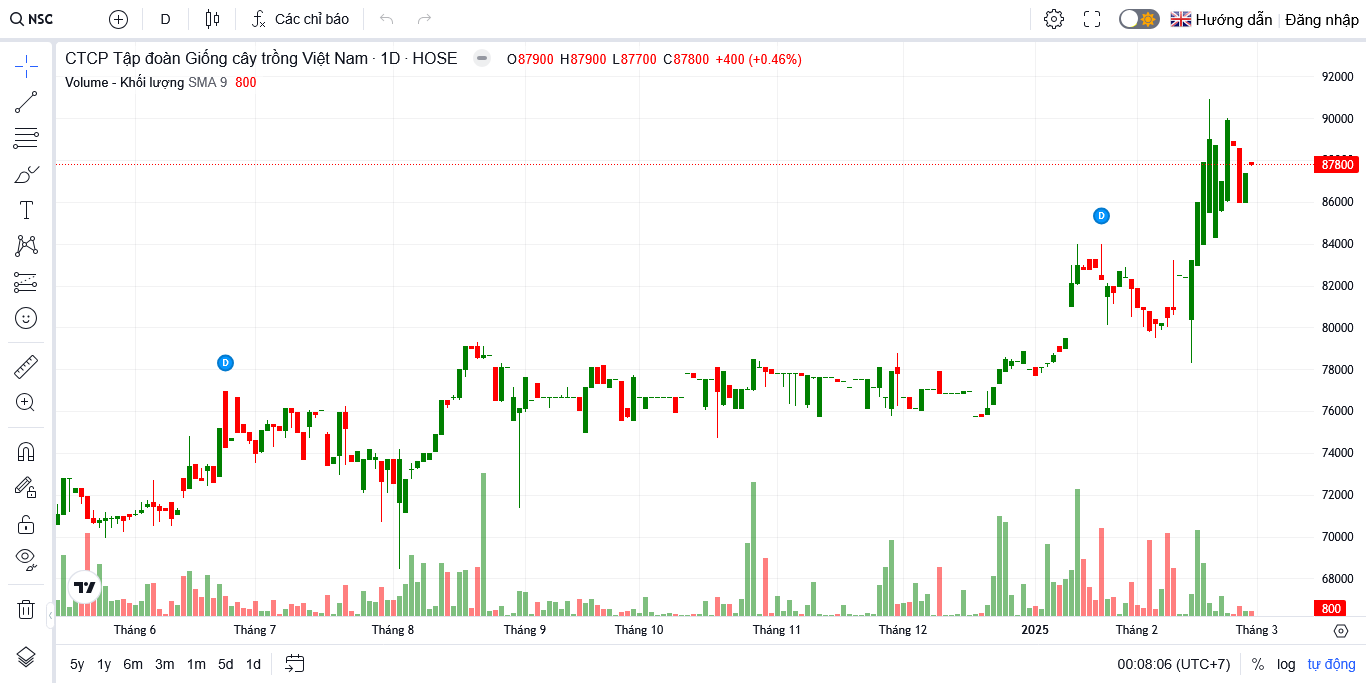 NSC D Các chỉ báo Hướng dẫn Đăng nhập
CTCP Tập đoàn Giống cây trồng Việt Nam · 1D · HOSE O87900 H87900 L87700 C87800 +400 (+0.46%)
Volume - Khối lượng SMA 9 800
92000
90000
87800
86000
84000
82000
80000
78000
76000
74000
72000
70000
68000
800
D
D
T
Tháng 6 Tháng 7 Tháng 8 Tháng 9 Tháng 10 Tháng 11 Tháng 12 2025 Tháng 2 Tháng 3
5y 1y 6m 3m 1m 5d 1d 00:08:06 (UTC+7) % log tự động